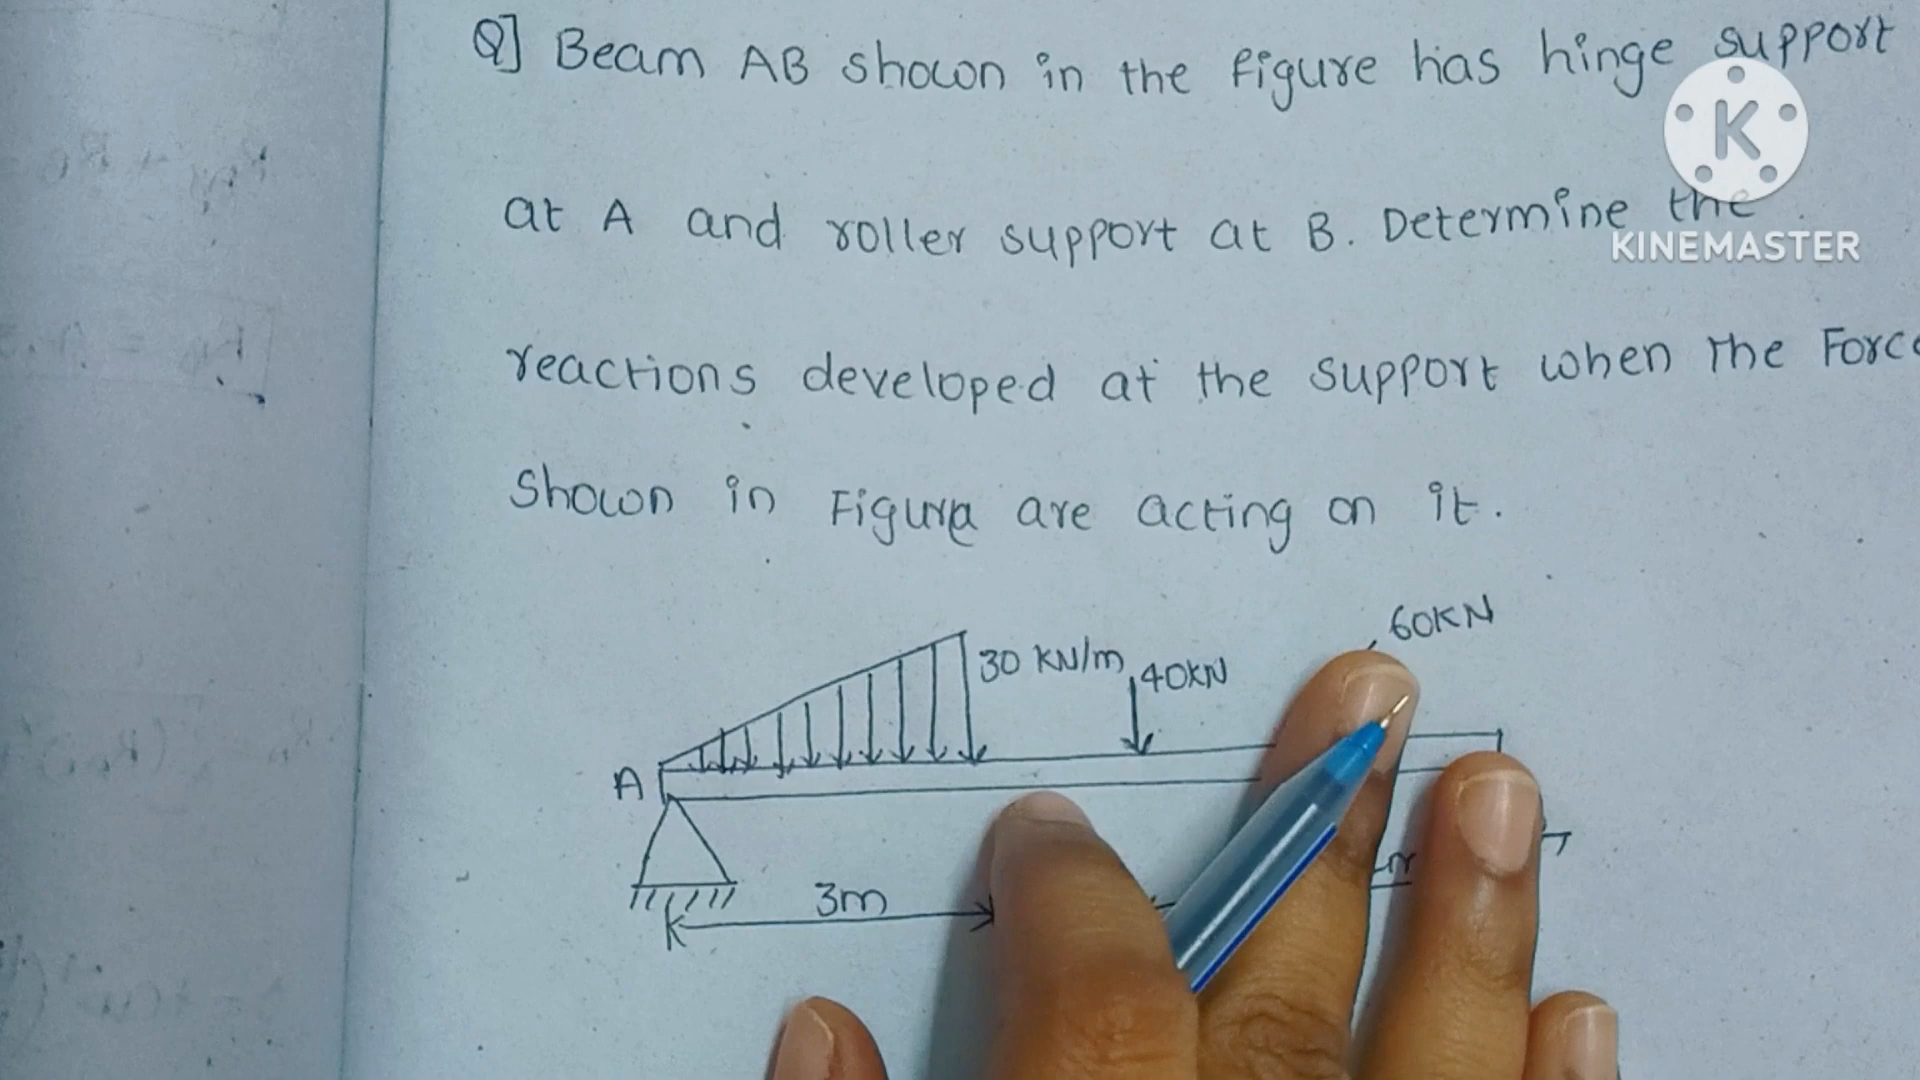 Q] Beam AB shown in the figure has hinge support
at A and roller support at B. Determine the
reactions developed at the support when the Force
shown in Figure are acting on it.
60KN
30 KN/m
40KN
A
3m
K
KINEMASTER